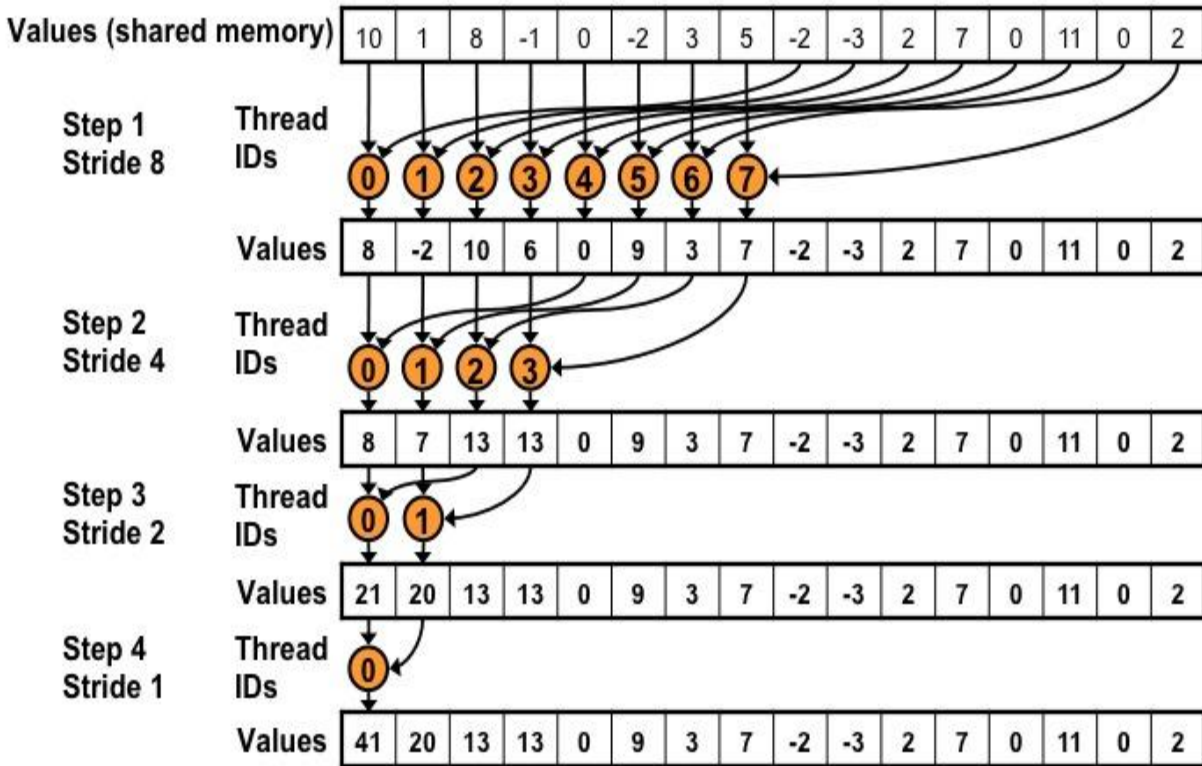 Values (shared memory) 10 1 8 -1 0 -2 3 5 -2 -3 2 7 0 11 0 2
Step 1 Thread
Stride 8 IDs
0 1 2 3 4 5 6 7
Values 8 -2 10 6 0 9 3 7 -2 -3 2 7 0 11 0 2
Step 2 Thread
Stride 4 IDs
0 1 2 3
Values 8 7 13 13 0 9 3 7 -2 -3 2 7 0 11 0 2
Step 3 Thread
Stride 2 IDs
0 1
Values 21 20 13 13 0 9 3 7 -2 -3 2 7 0 11 0 2
Step 4 Thread
Stride 1 IDs
0
Values 41 20 13 13 0 9 3 7 -2 -3 2 7 0 11 0 2